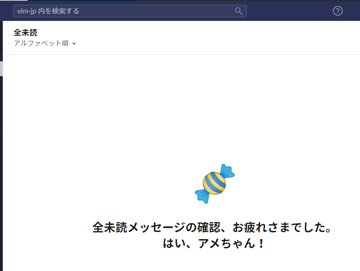 vim-jp 内を検索する
全未読
アルファベット順
全未読メッセージの確認、お疲れさまでした。
はい、アメちゃん！